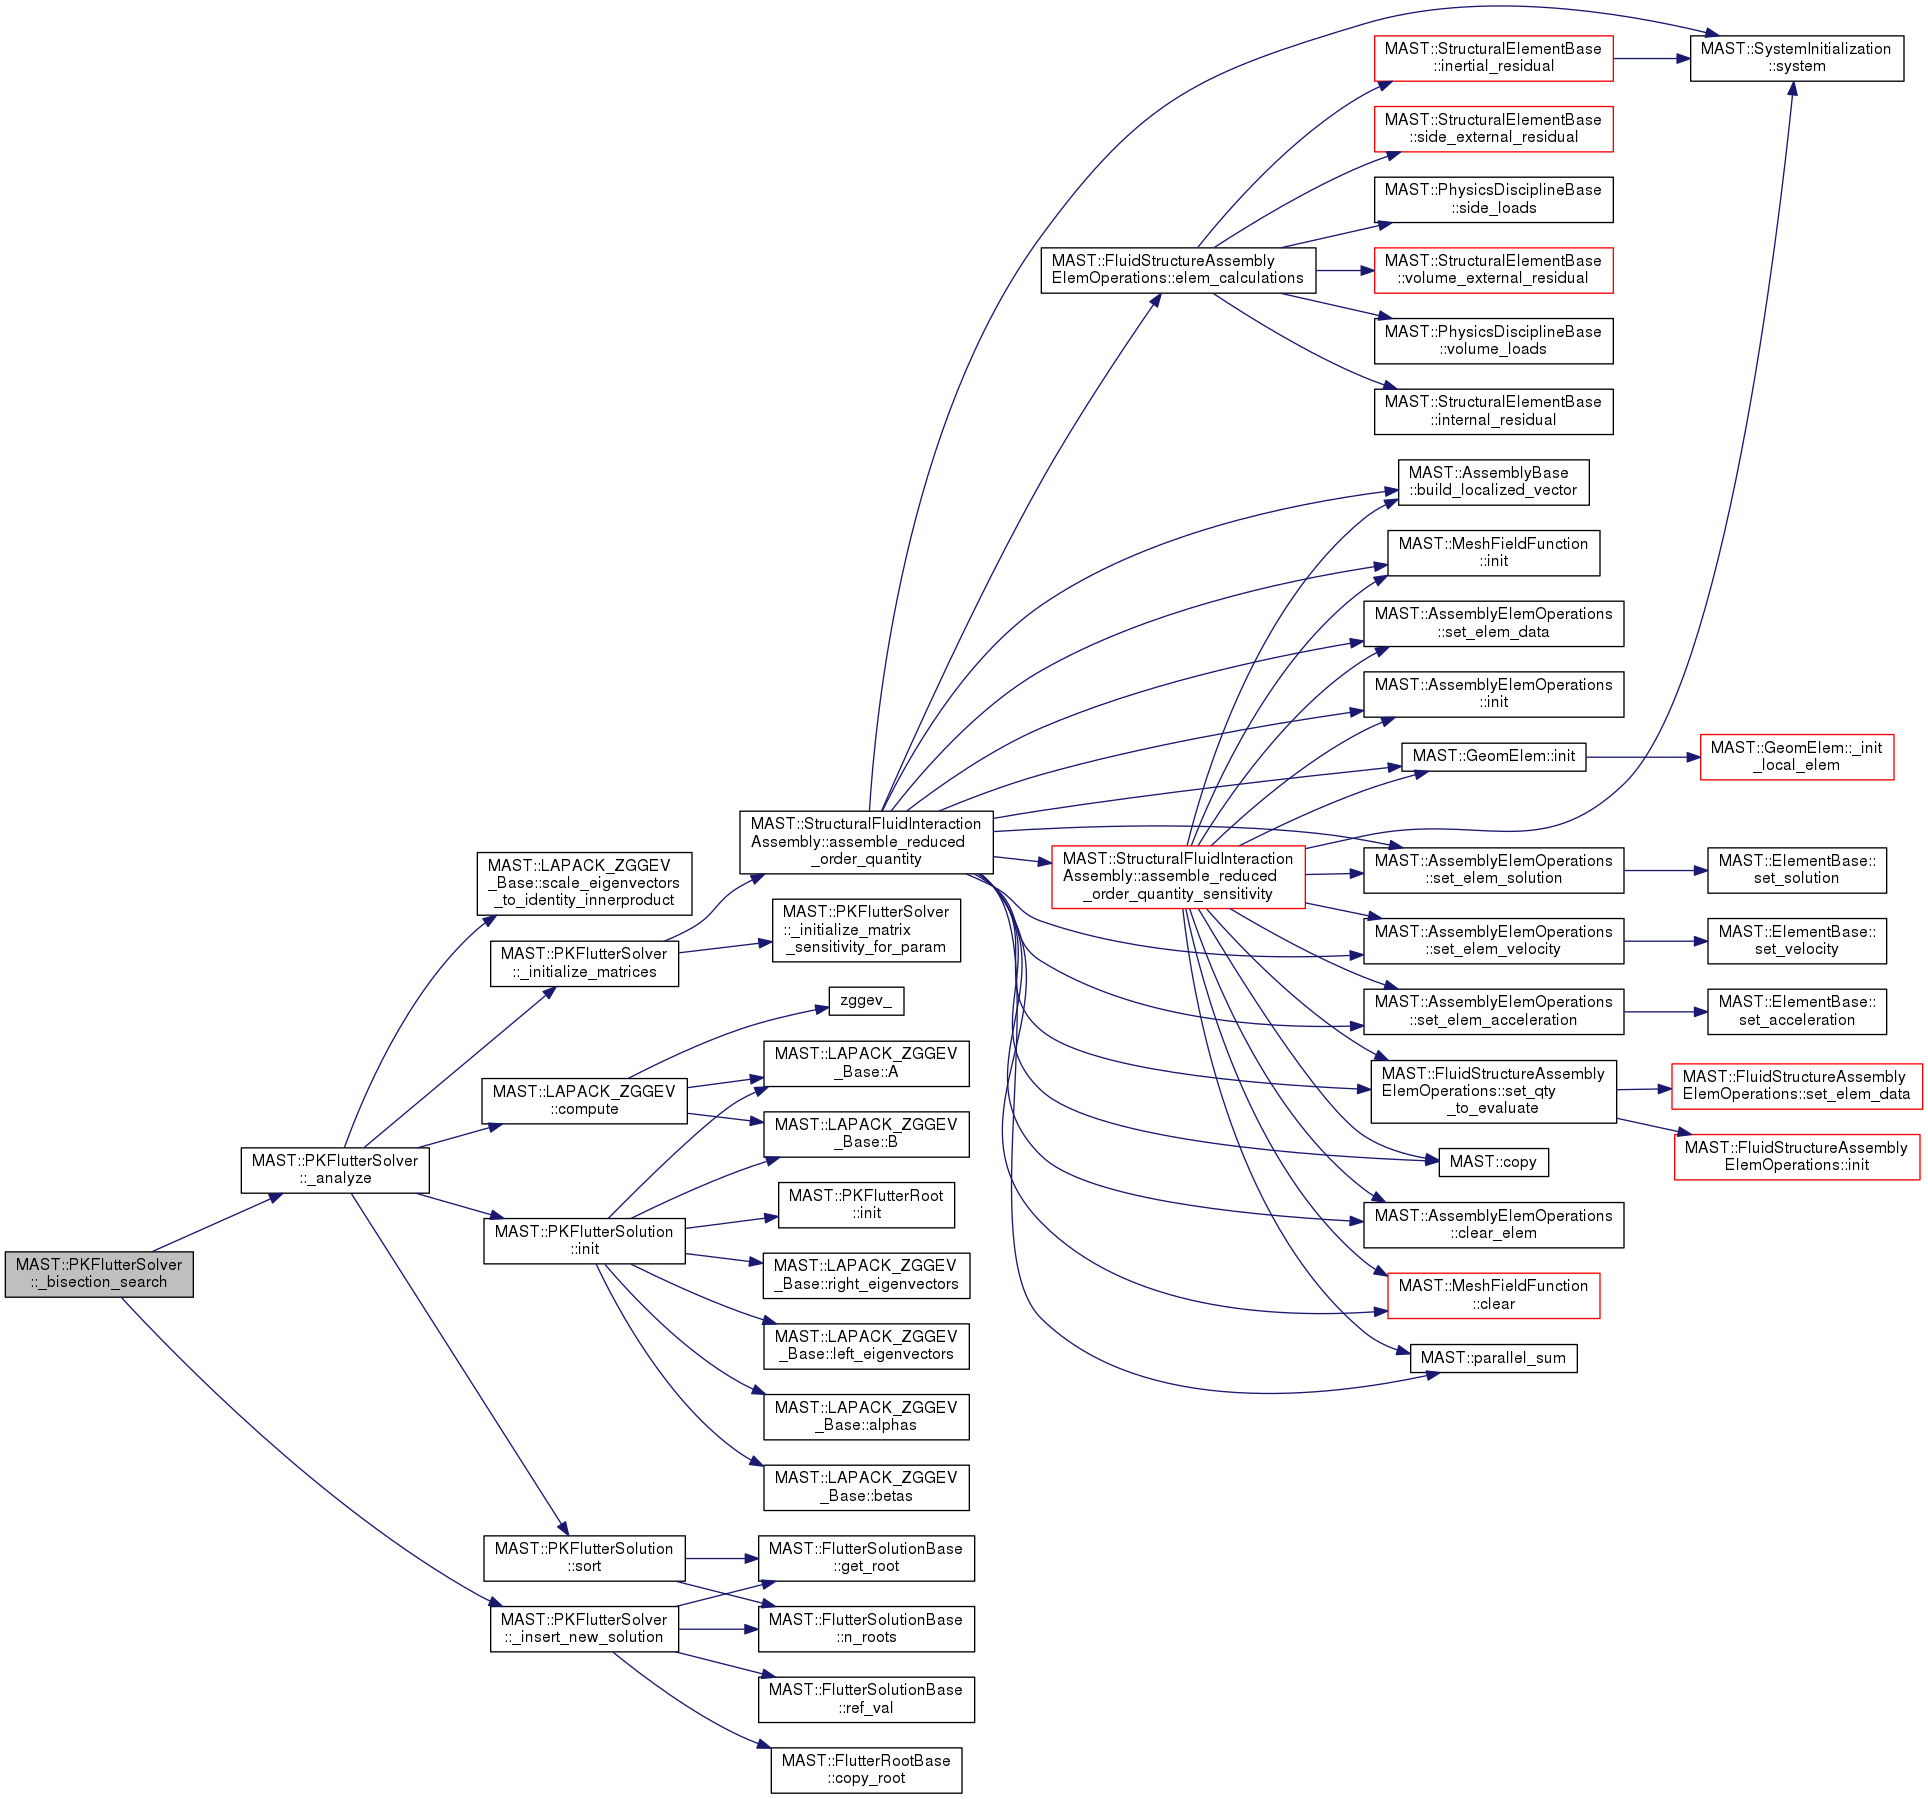 MAST::PKFlutterSolver
::_bisection_search
MAST::PKFlutterSolver
::_analyze
MAST::LAPACK_ZGGEV
_Base::scale_eigenvectors
_to_identity_innerproduct
MAST::PKFlutterSolver
::_initialize_matrices
MAST::LAPACK_ZGGEV
::compute
MAST::PKFlutterSolution
::init
MAST::PKFlutterSolution
::sort
MAST::PKFlutterSolver
::_insert_new_solution
MAST::StructuralFluidInteraction
Assembly::assemble_reduced
_order_quantity
MAST::PKFlutterSolver
::_initialize_matrix
_sensitivity_for_param
zggev_
MAST::LAPACK_ZGGEV
_Base::A
MAST::LAPACK_ZGGEV
_Base::B
MAST::PKFlutterRoot
::init
MAST::LAPACK_ZGGEV
_Base::right_eigenvectors
MAST::LAPACK_ZGGEV
_Base::left_eigenvectors
MAST::LAPACK_ZGGEV
_Base::alphas
MAST::LAPACK_ZGGEV
_Base::betas
MAST::FlutterSolutionBase
::get_root
MAST::FlutterSolutionBase
::n_roots
MAST::FlutterSolutionBase
::ref_val
MAST::FlutterRootBase
::copy_root
MAST::FluidStructureAssembly
ElemOperations::elem_calculations
MAST::StructuralFluidInteraction
Assembly::assemble_reduced
_order_quantity_sensitivity
MAST::StructuralElementBase
::inertial_residual
MAST::StructuralElementBase
::side_external_residual
MAST::PhysicsDisciplineBase
::side_loads
MAST::StructuralElementBase
::volume_external_residual
MAST::PhysicsDisciplineBase
::volume_loads
MAST::StructuralElementBase
::internal_residual
MAST::AssemblyBase
::build_localized_vector
MAST::MeshFieldFunction
::init
MAST::AssemblyElemOperations
::set_elem_data
MAST::AssemblyElemOperations
::init
MAST::GeomElem::init
MAST::AssemblyElemOperations
::set_elem_solution
MAST::AssemblyElemOperations
::set_elem_velocity
MAST::AssemblyElemOperations
::set_elem_acceleration
MAST::FluidStructureAssembly
ElemOperations::set_qty
_to_evaluate
MAST::copy
MAST::AssemblyElemOperations
::clear_elem
MAST::MeshFieldFunction
::clear
MAST::parallel_sum
MAST::SystemInitialization
::system
MAST::GeomElem::_init
_local_elem
MAST::ElementBase::
set_solution
MAST::ElementBase::
set_velocity
MAST::ElementBase::
set_acceleration
MAST::FluidStructureAssembly
ElemOperations::set_elem_data
MAST::FluidStructureAssembly
ElemOperations::init